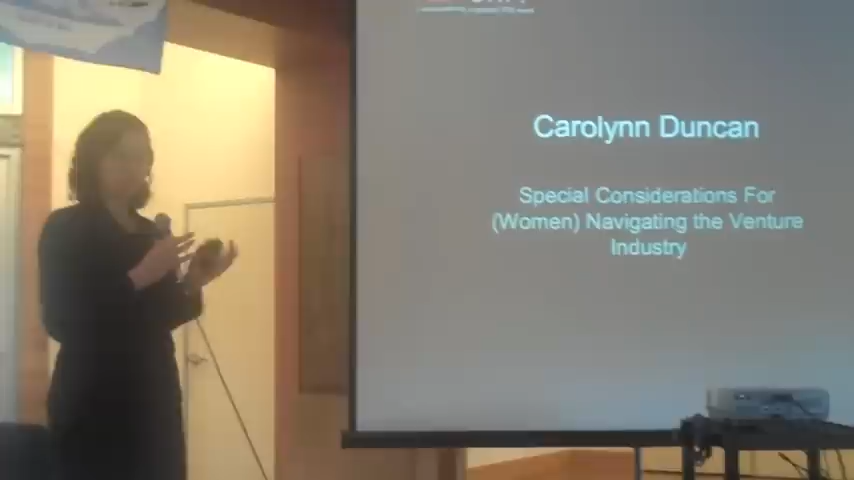 Carolynn Duncan
Special Considerations For
(Women) Navigating the Venture
Industry